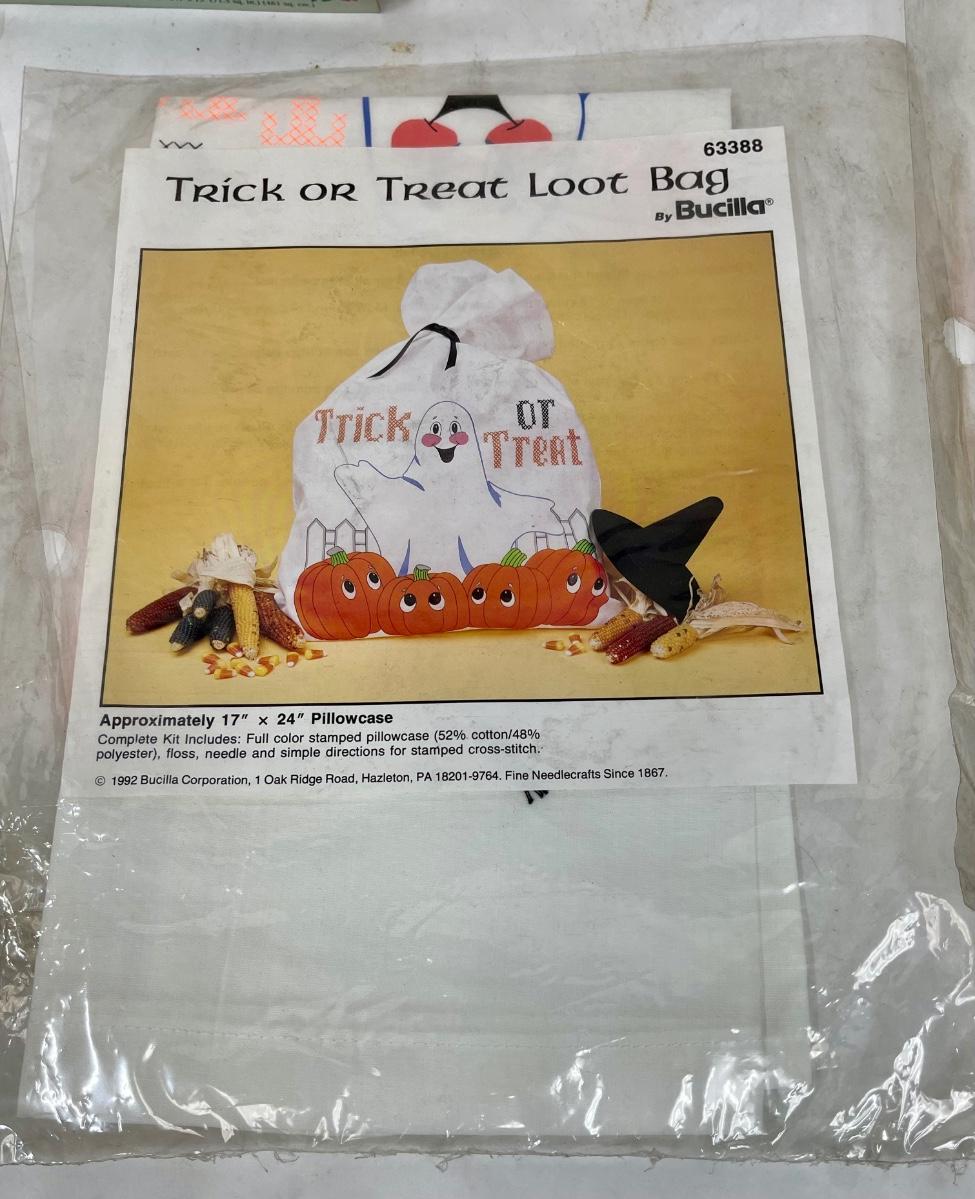 63388
Trick or Treat Loot Bag
By Bucilla®
Trick or
Treat
Approximately 17" x 24" Pillowcase
Complete Kit Includes: Full color stamped pillowcase (52% cotton/48%
polyester), floss, needle and simple directions for stamped cross-stitch.
© 1992 Bucilla Corporation, 1 Oak Ridge Road, Hazleton, PA 18201-9764. Fine Needlecrafts Since 1867.